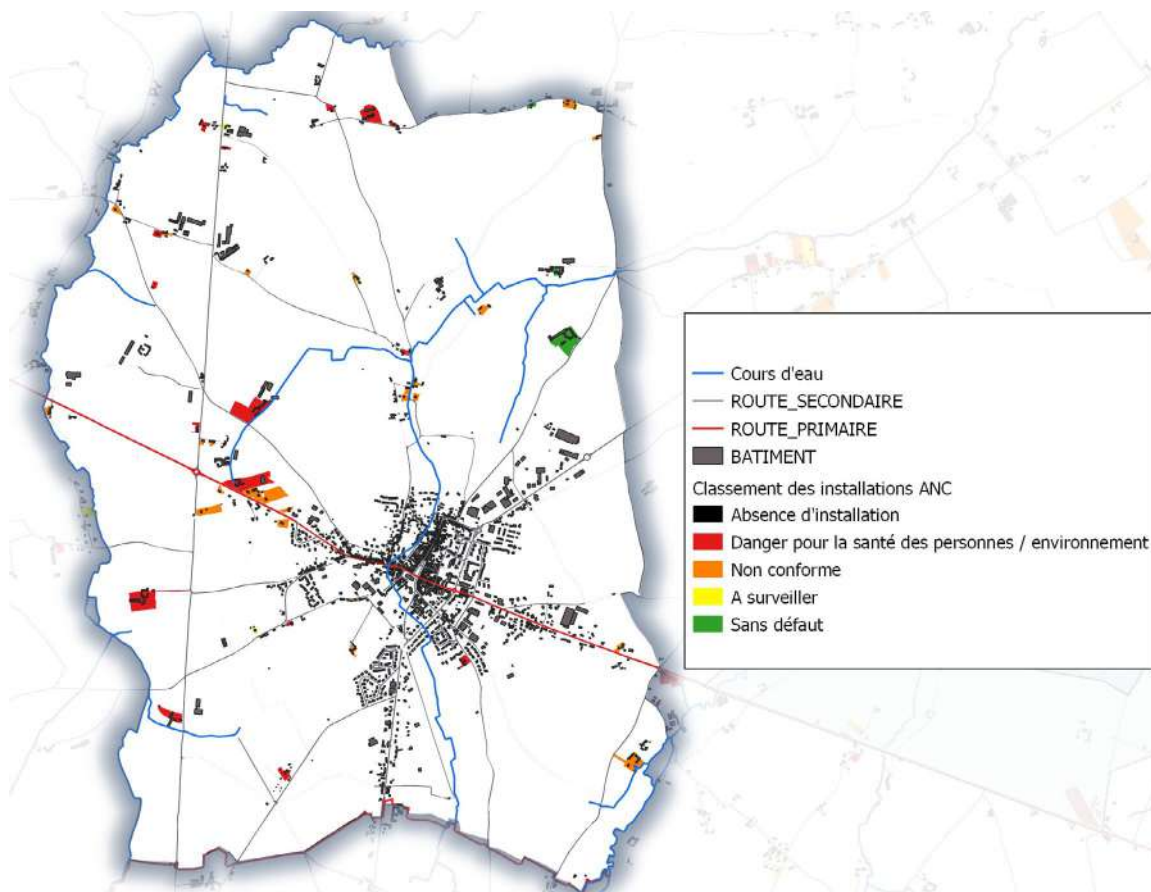 Cours d'eau
ROUTE_SECONDAIRE
ROUTE_PRIMAIRE
BATIMENT
Classement des installations ANC
Absence d'installation
Danger pour la santé des personnes / environnement
Non conforme
A surveiller
Sans défaut